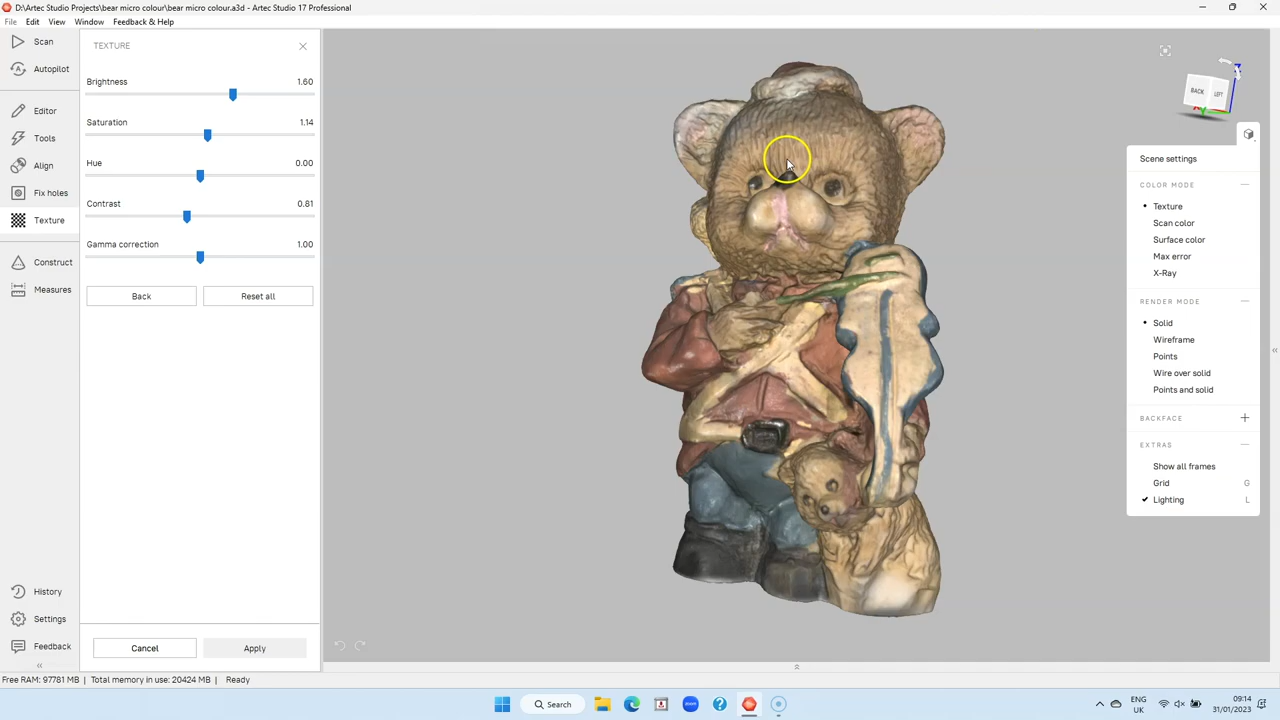 D:\Artec Studio Projects\bear micro colour\bear micro colour.a3d - Artec Studio 17 Professional
File Edit View Window Feedback & Help
Scan
Autopilot
Editor
Tools
Align
Fix holes
Texture
Construct
Measures
History
Settings
Feedback
TEXTURE
Brightness 1.60
Saturation 1.14
Hue 0.00
Contrast 0.81
Gamma correction 1.00
Back Reset all
Cancel Apply
BACK LEFT
Scene settings
COLOR MODE
Texture
Scan color
Surface color
Max error
X-Ray
RENDER MODE
Solid
Wireframe
Points
Wire over solid
Points and solid
BACKFACE
EXTRAS
Show all frames
Grid G
Lighting L
Free RAM: 97781 MB | Total memory in use: 20424 MB | Ready
Search
zoom
ENG
UK
09:14
31/01/2023